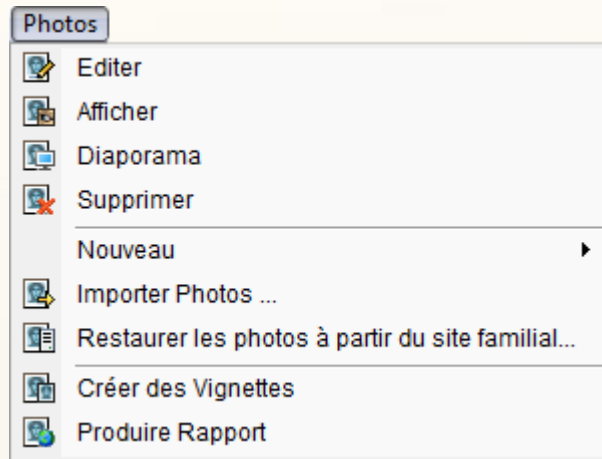 Photos
Editer
Afficher
Diaporama
Supprimer
Nouveau
Importer Photos ...
Restaurer les photos à partir du site familial...
Créer des Vignettes
Produire Rapport